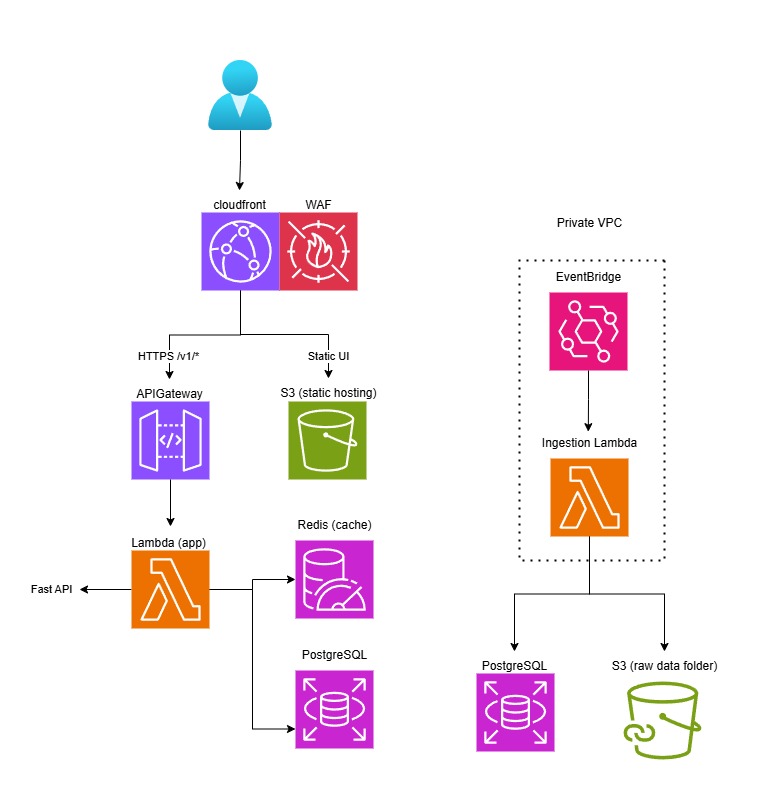 cloudfront
WAF
HTTPS /v1/*
Static UI
APIGateway
S3 (static hosting)
</>
Lambda (app)
Redis (cache)
Fast API
PostgreSQL
Private VPC
EventBridge
Ingestion Lambda
PostgreSQL
S3 (raw data folder)